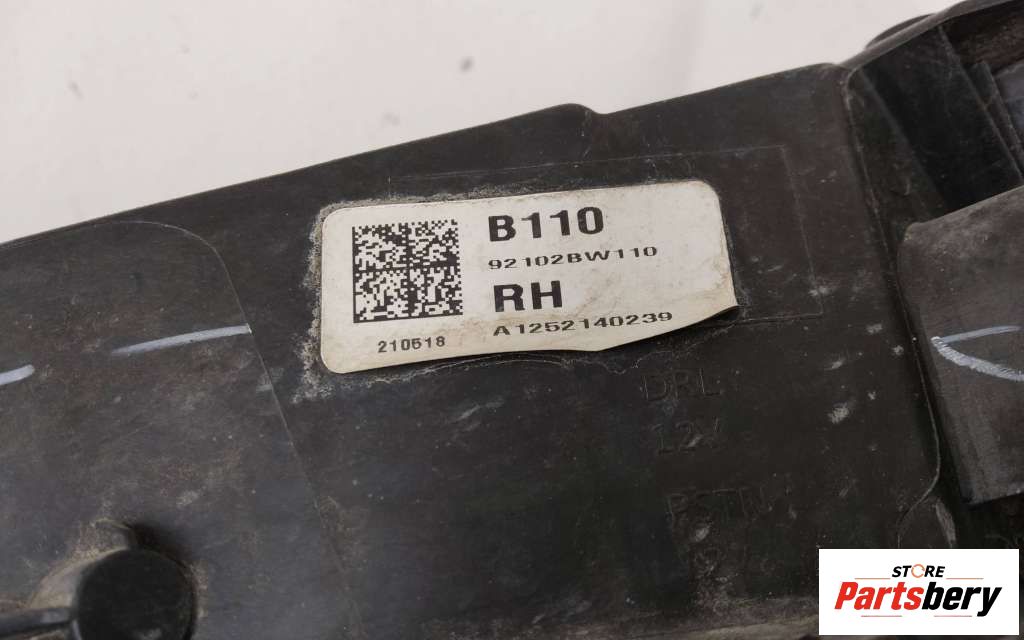 B110
92102BW110
RH
A1252140239
210518
DRL
12V
STORE
Partsbery